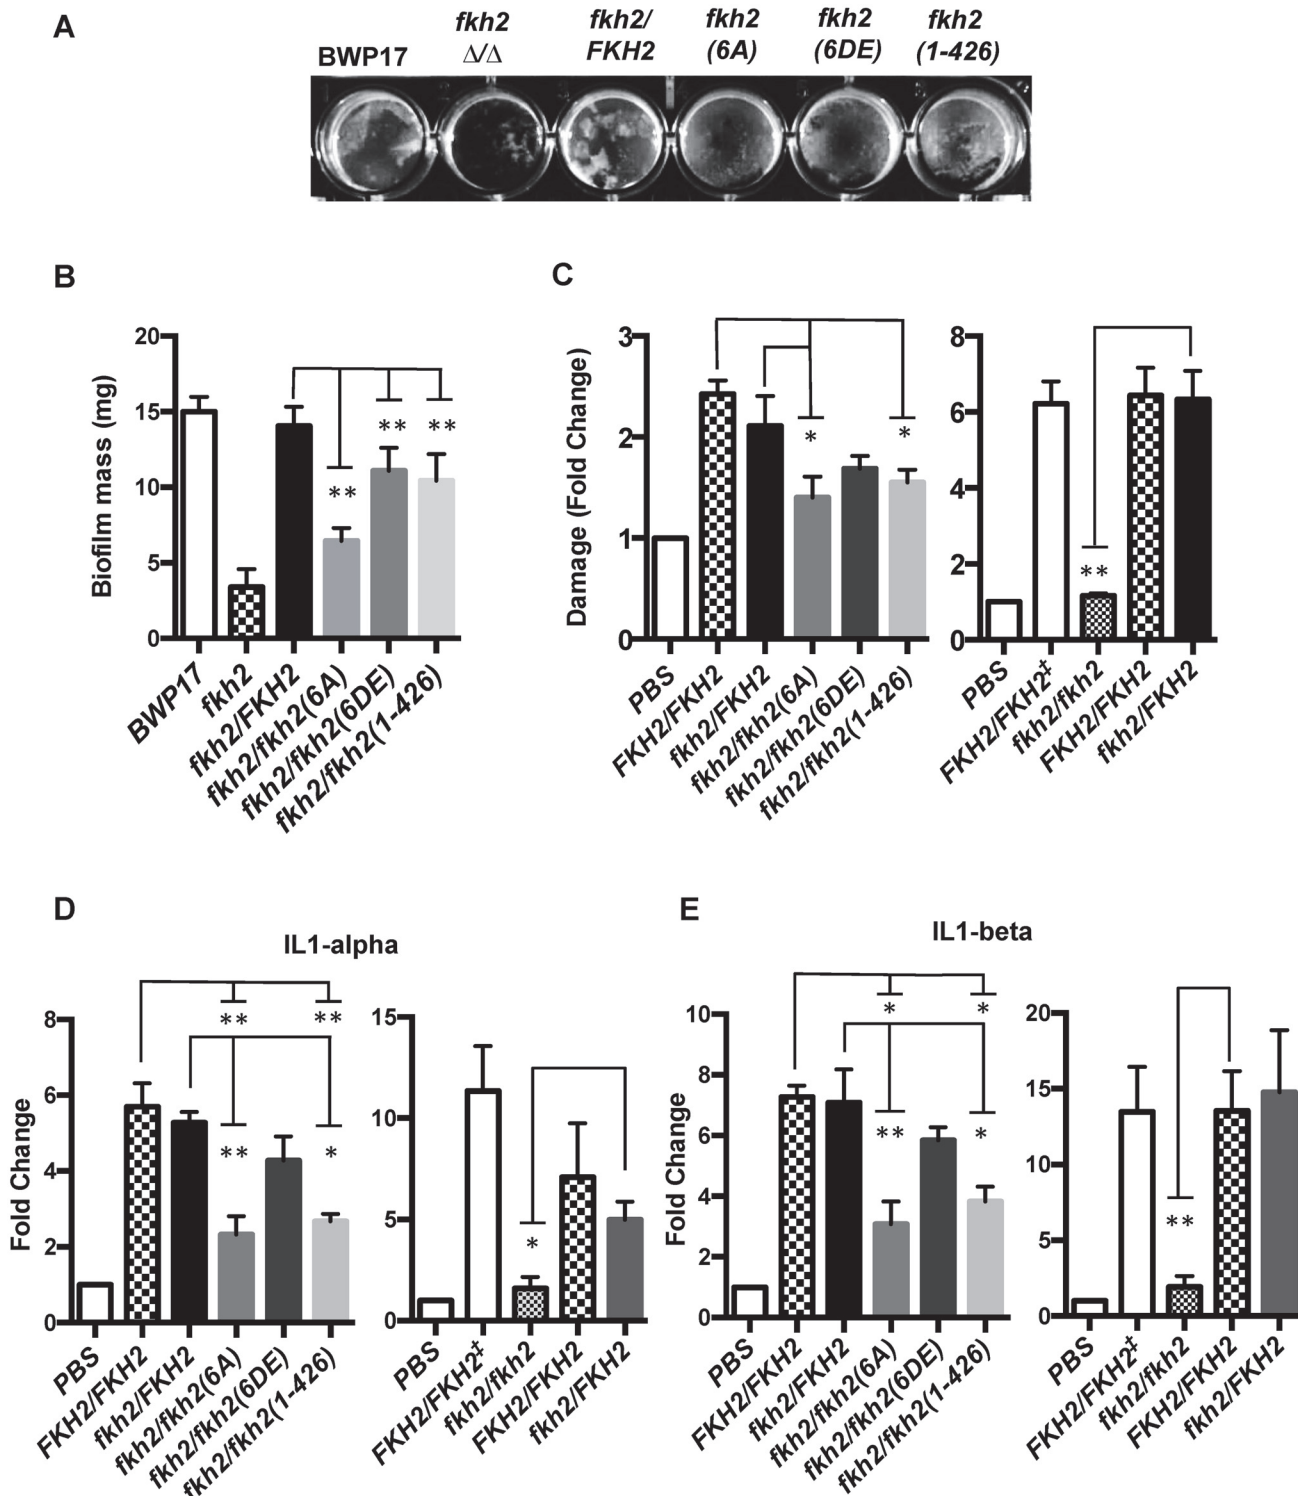 A
BWP17
fkh2
Δ/Δ
fkh2/
FKH2
fkh2
(6A)
fkh2
(6DE)
fkh2
(1-426)
B
Biofilm mass (mg)
20
15
10
5
0
**
**
**
BWP17
fkh2
fkh2/FKH2
fkh2/fkh2(6A)
fkh2/fkh2(6DE)
fkh2/fkh2(1-426)
C
Damage (Fold Change)
3
2
1
0
*
*
PBS
FKH2/FKH2
fkh2/FKH2
fkh2/fkh2(6A)
fkh2/fkh2(6DE)
fkh2/fkh2(1-426)
8
6
4
2
0
**
PBS
FKH2/FKH2‡
fkh2/fkh2
FKH2/FKH2
fkh2/FKH2
D
IL1-alpha
Fold Change
8
6
4
2
0
**
**
**
*
PBS
FKH2/FKH2
fkh2/FKH2
fkh2/fkh2(6A)
fkh2/fkh2(6DE)
fkh2/fkh2(1-426)
15
10
5
0
*
PBS
FKH2/FKH2‡
fkh2/fkh2
FKH2/FKH2
fkh2/FKH2
E
IL1-beta
Fold Change
10
8
6
4
2
0
*
*
**
*
PBS
FKH2/FKH2
fkh2/FKH2
fkh2/fkh2(6A)
fkh2/fkh2(6DE)
fkh2/fkh2(1-426)
20
15
10
5
0
**
PBS
FKH2/FKH2‡
fkh2/fkh2
FKH2/FKH2
fkh2/FKH2